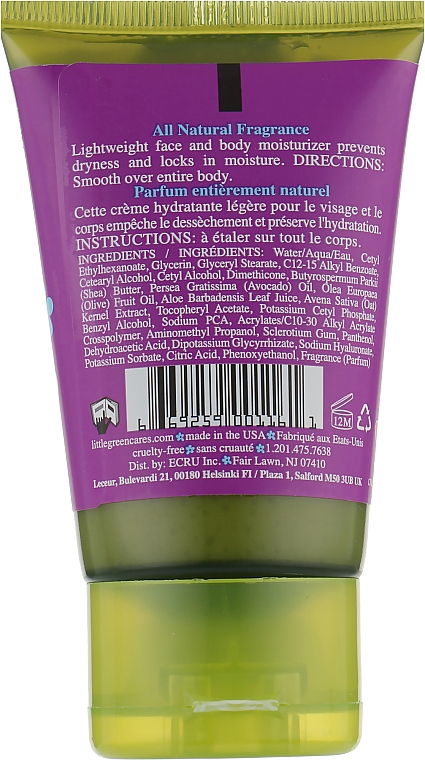 All Natural Fragrance
Lightweight face and body moisturizer prevents
dryness and locks in moisture. DIRECTIONS:
Smooth over entire body.
Parfum entièrement naturel
Cette crème hydratante légère pour le visage et le
corps empêche le dessèchement et préserve l'hydratation.
INSTRUCTIONS: à étaler sur tout le corps.
INGREDIENTS / INGRÉDIENTS: Water/Aqua/Eau, Cetyl
Ethylhexanoate, Glycerin, Glyceryl Stearate, C12-15 Alkyl Benzoate,
Cetearyl Alcohol, Cetyl Alcohol, Dimethicone, Butyrospermum Parkii
(Shea) Butter, Persea Gratissima (Avocado) Oil, Olea Europaea
(Olive) Fruit Oil, Aloe Barbadensis Leaf Juice, Avena Sativa (Oat)
Kernel Extract, Tocopheryl Acetate, Potassium Cetyl Phosphate,
Benzyl Alcohol, Sodium PCA, Acrylates/C10-30 Alkyl Acrylate
Crosspolymer, Aminomethyl Propanol, Sclerotium Gum, Panthenol,
Dehydroacetic Acid, Dipotassium Glycyrrhizate, Sodium Hyaluronate,
Potassium Sorbate, Citric Acid, Phenoxyethanol, Fragrance (Parfum)
12M
littlegreencares.com made in the USA Fabriqué aux Etats-Unis
cruelty-free sans cruauté 1.201.475.7638
Dist. by: ECRU Inc. Fair Lawn, NJ 07410
Leceur, Bulevardi 21, 00180 Helsinki FI / Plaza 1, Salford M50 3UB UK